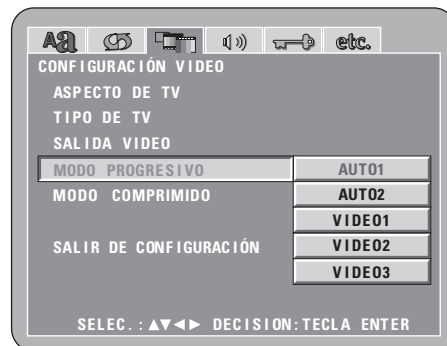 Aa etc.
CONFIGURACIÓN VIDEO
ASPECTO DE TV
TIPO DE TV
SALIDA VIDEO
MODO PROGRESIVO AUTO1
MODO COMPRIMIDO AUTO2
VIDEO1
SALIR DE CONFIGURACIÓN VIDEO2
VIDEO3
SELEC.:▲▼◄► DECISION:TECLA ENTER